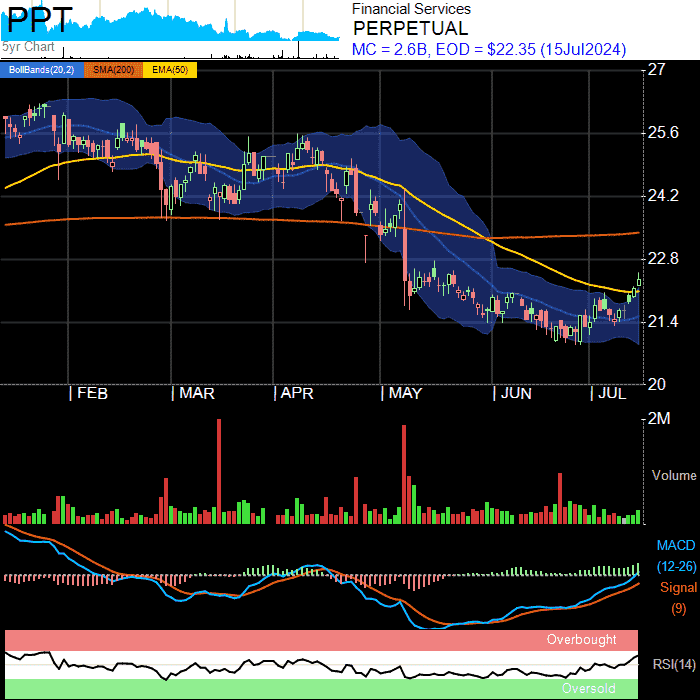 PPT
5yr Chart
Financial Services
PERPETUAL
MC = 2.6B, EOD = $22.35 (15Jul2024)
BollBands(20,2) SMA(200) EMA(50)
27
25.6
24.2
22.8
21.4
20
| FEB | MAR | APR | MAY | JUN | JUL
2M
Volume
MACD
(12-26)
Signal
(9)
Overbought
RSI(14)
Oversold